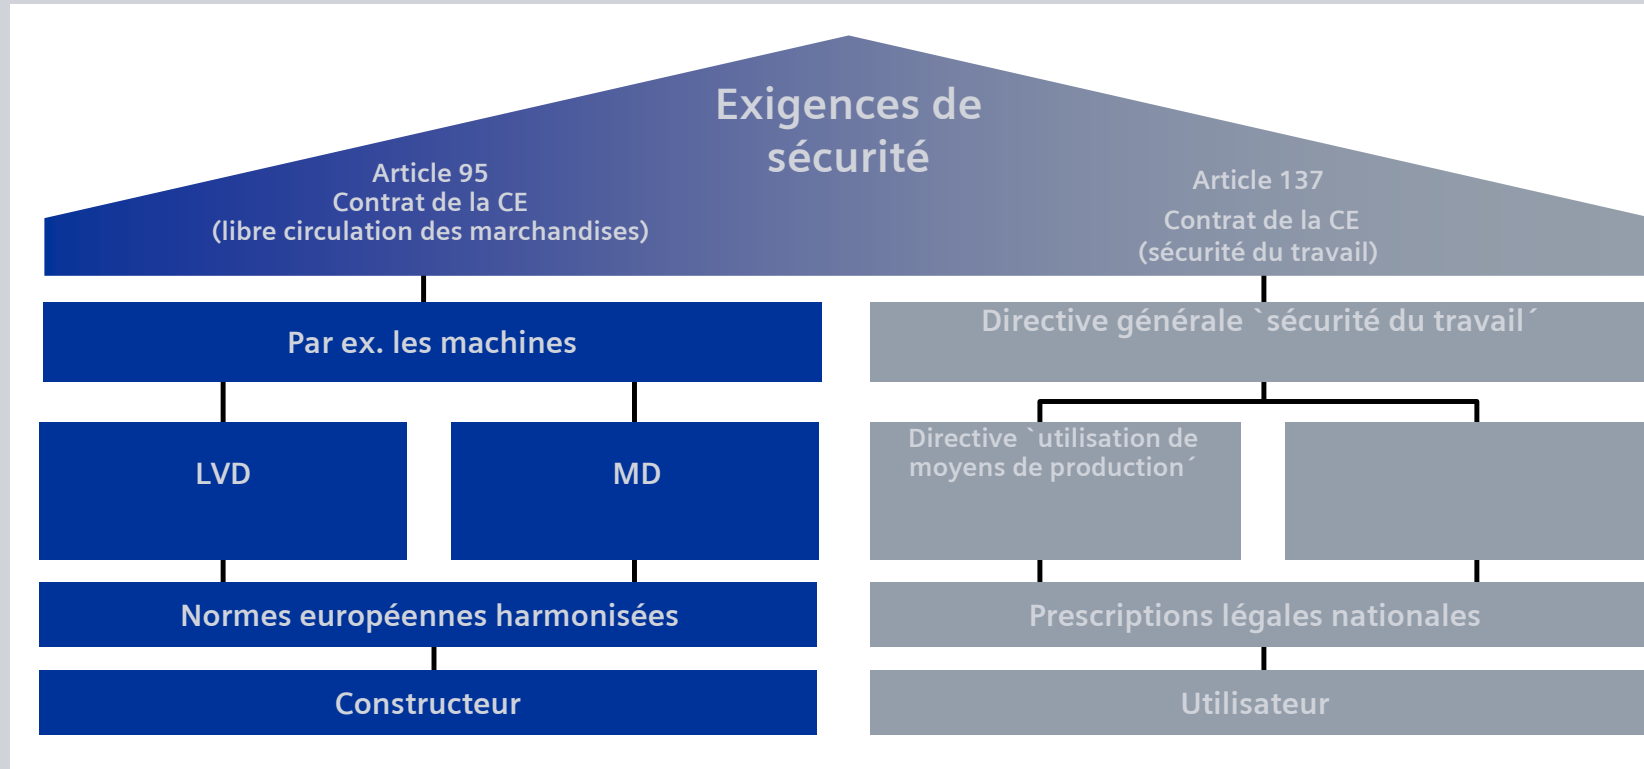 Exigences de
sécurité
Article 95
Contrat de la CE
(libre circulation des marchandises)
Article 137
Contrat de la CE
(sécurité du travail)
Par ex. les machines
Directive générale `sécurité du travail´
LVD
MD
Directive `utilisation de
moyens de production´
Normes européennes harmonisées
Prescriptions légales nationales
Constructeur
Utilisateur